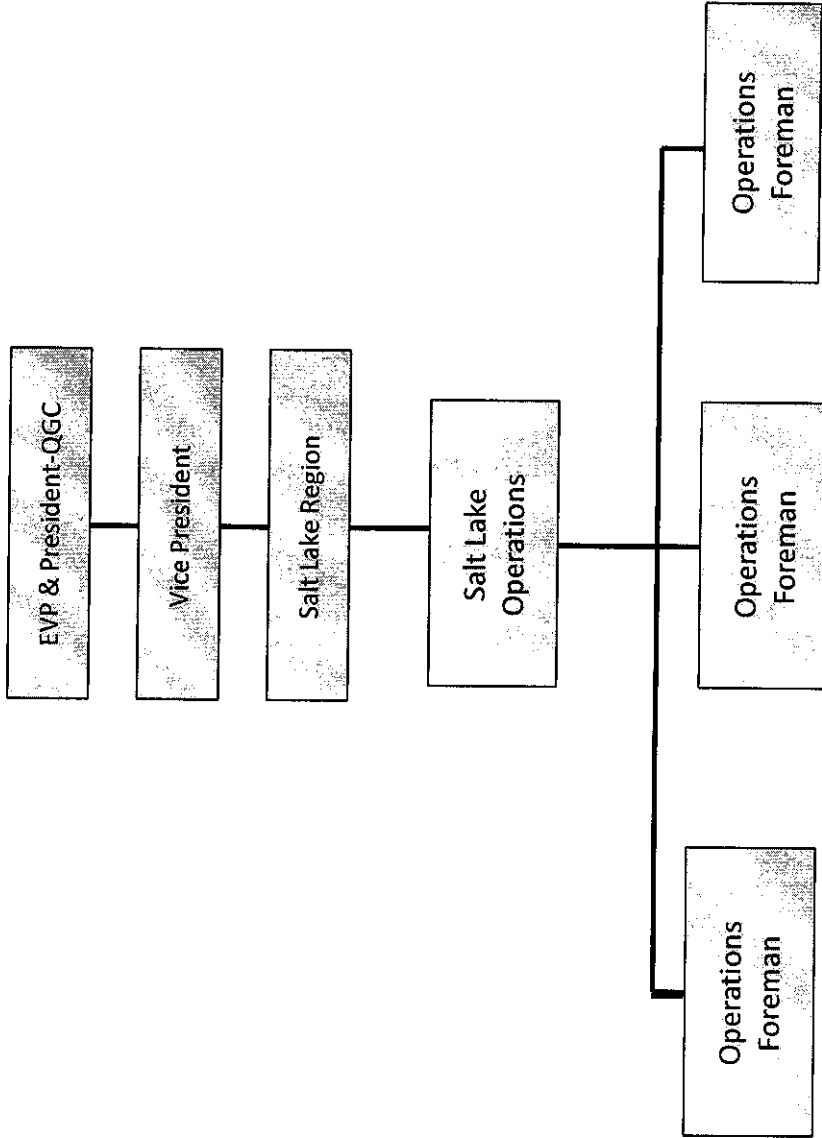 EVP & President-QGC
Vice President
Salt Lake Region
Salt Lake
Operations
Operations
Foreman
Operations
Foreman
Operations
Foreman